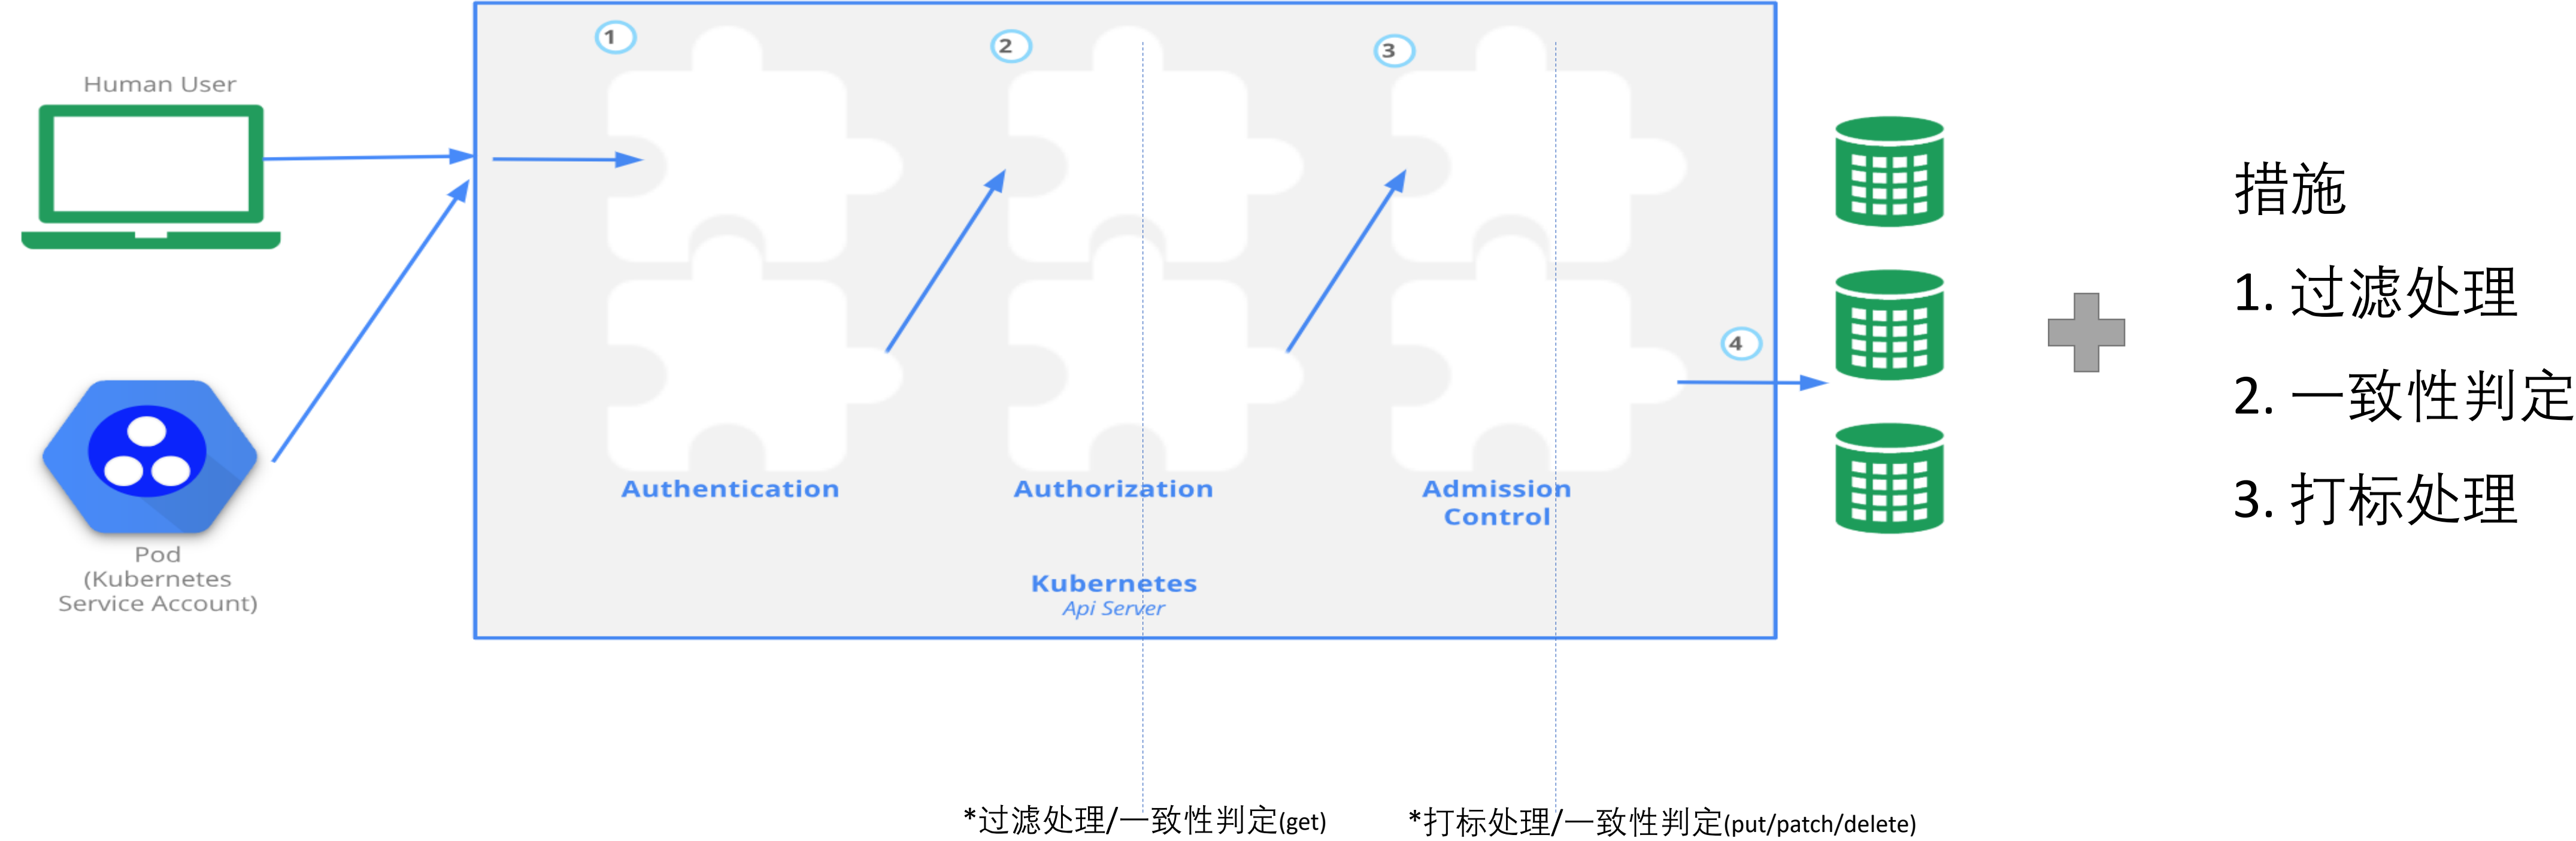 Human User
Pod
(Kubernetes
Service Account)
1
2
3
4
Authentication
Authorization
Admission
Control
Kubernetes
Api Server
措施
1. 过滤处理
2. 一致性判定
3. 打标处理
*过滤处理/一致性判定(get)
*打标处理/一致性判定(put/patch/delete)